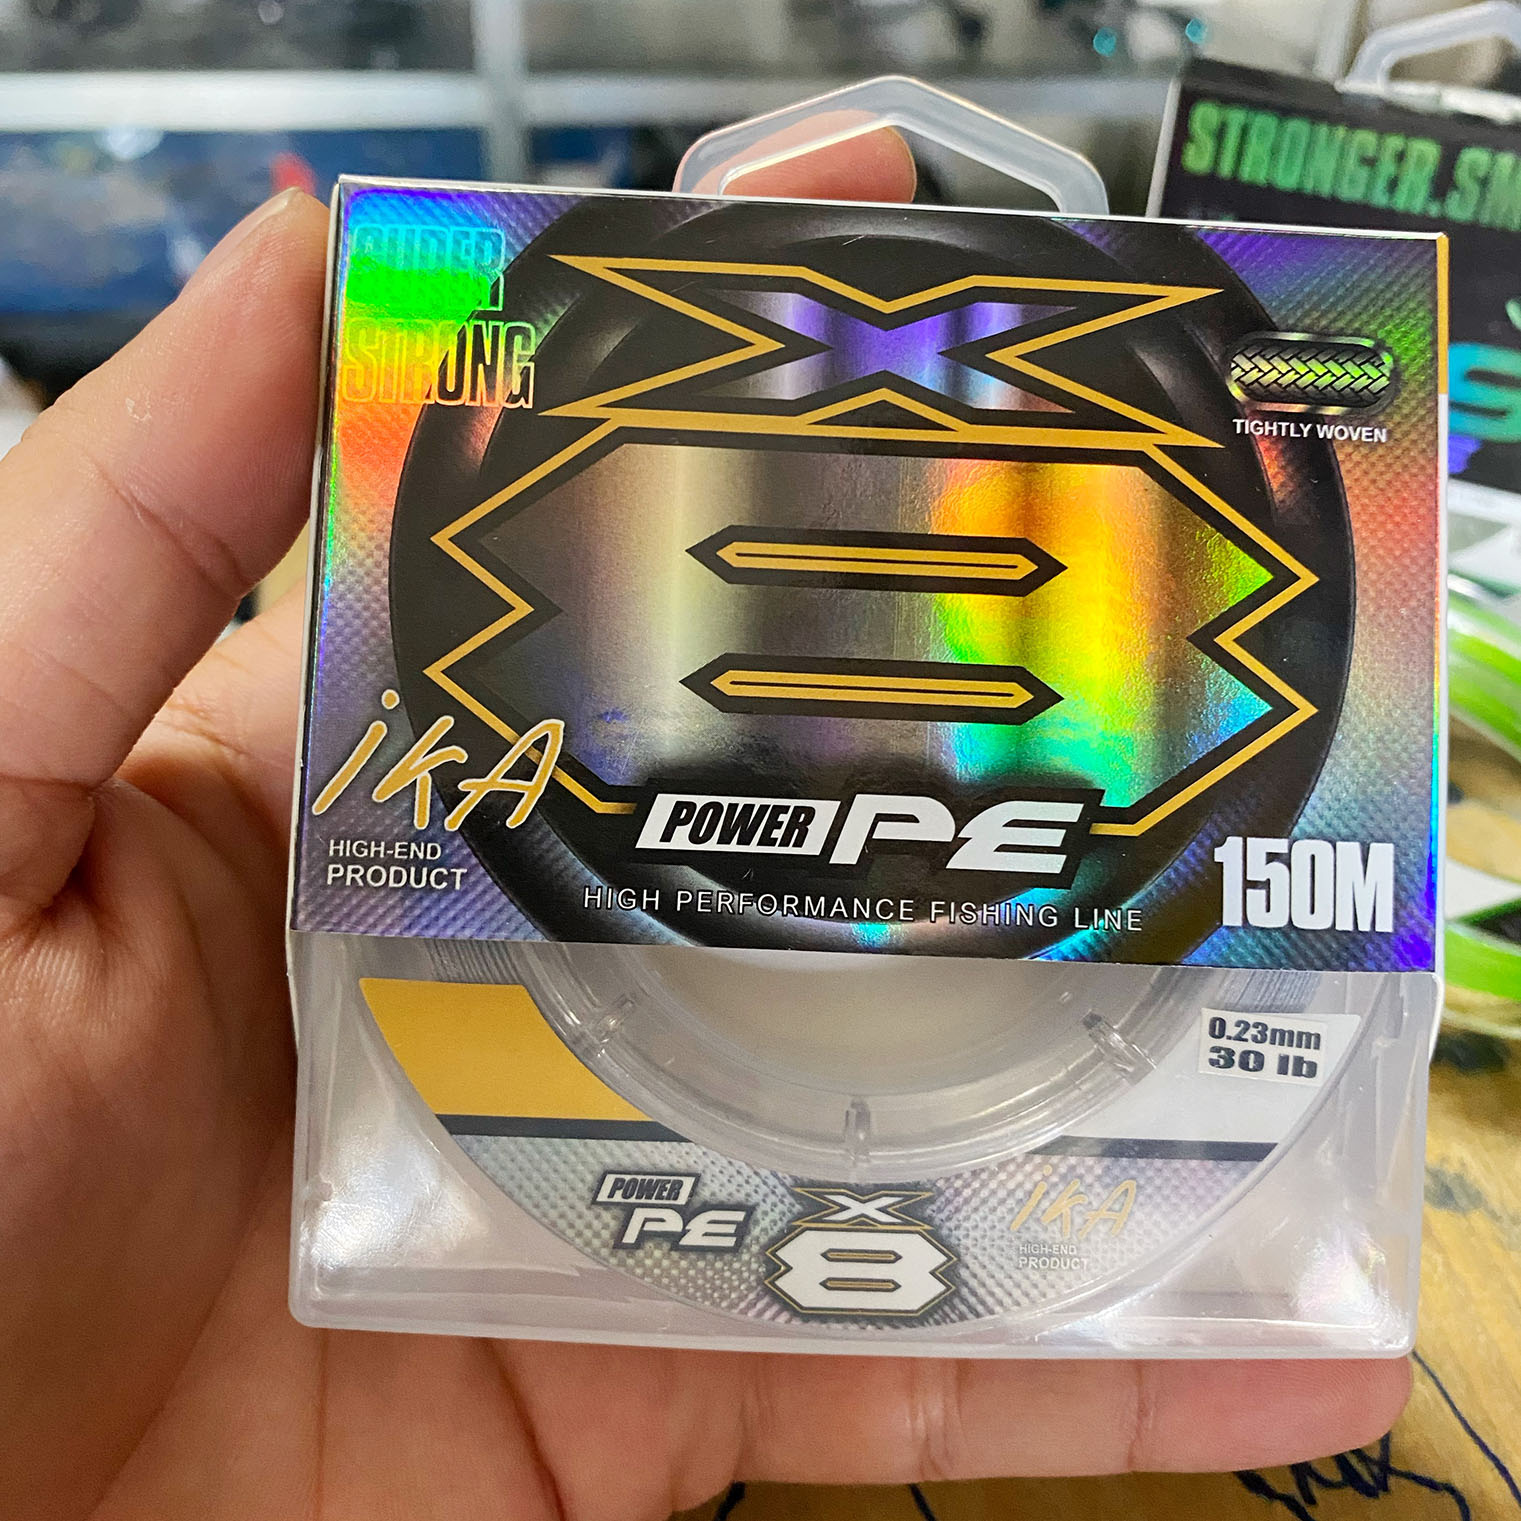 STRONGER.SM
SUPER
STRONG
X
8
TIGHTLY WOVEN
iKA
HIGH-END
PRODUCT
POWER PE
HIGH PERFORMANCE FISHING LINE
150M
0.23mm
30 lb
POWER
PE
X
8
iKA
HIGH-END
PRODUCT